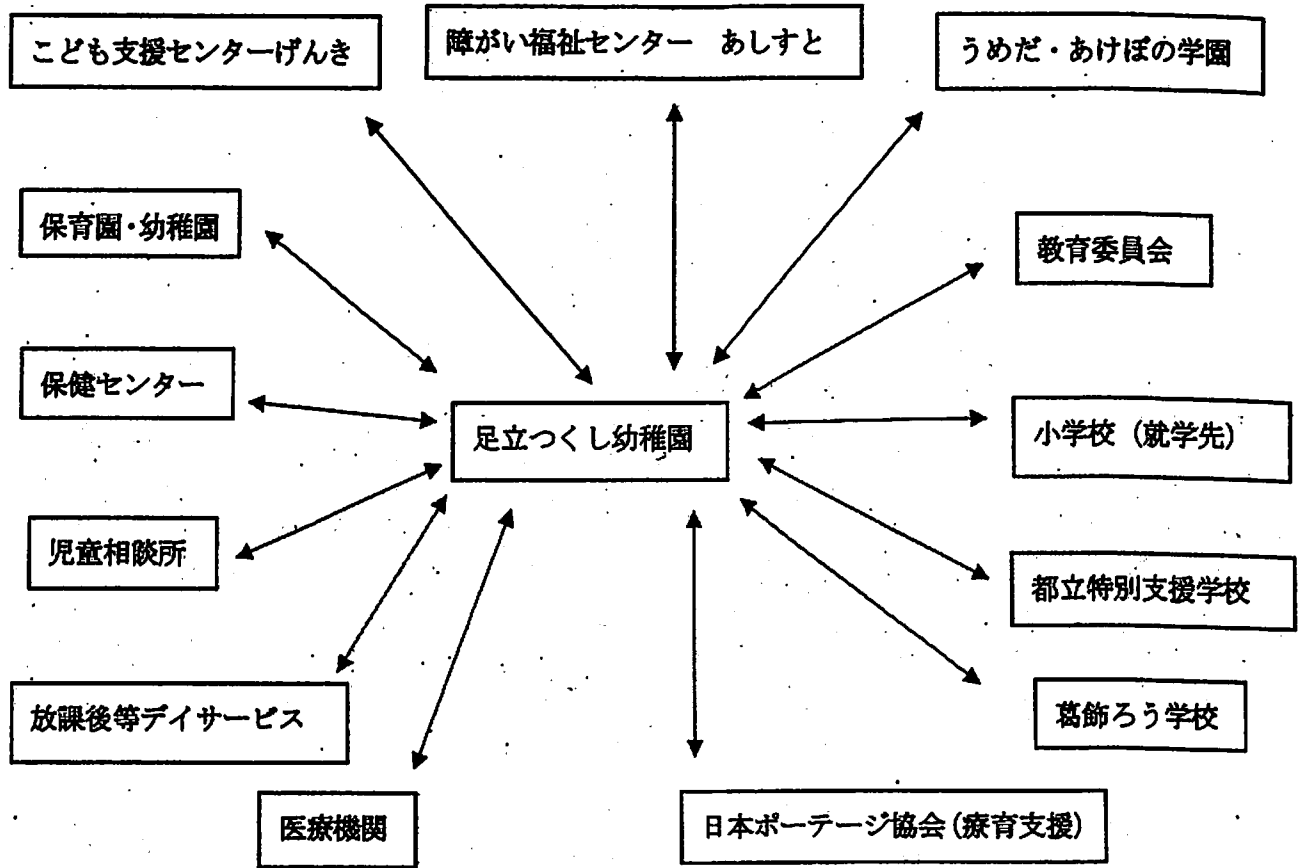 こども支援センターげんき
障がい福祉センター　あしすと
うめだ・あけぼの学園
保育園・幼稚園
教育委員会
保健センター
足立つくし幼稚園
小学校（就学先）
児童相談所
都立特別支援学校
放課後等デイサービス
葛飾ろう学校
医療機関
日本ポーテージ協会（療育支援）